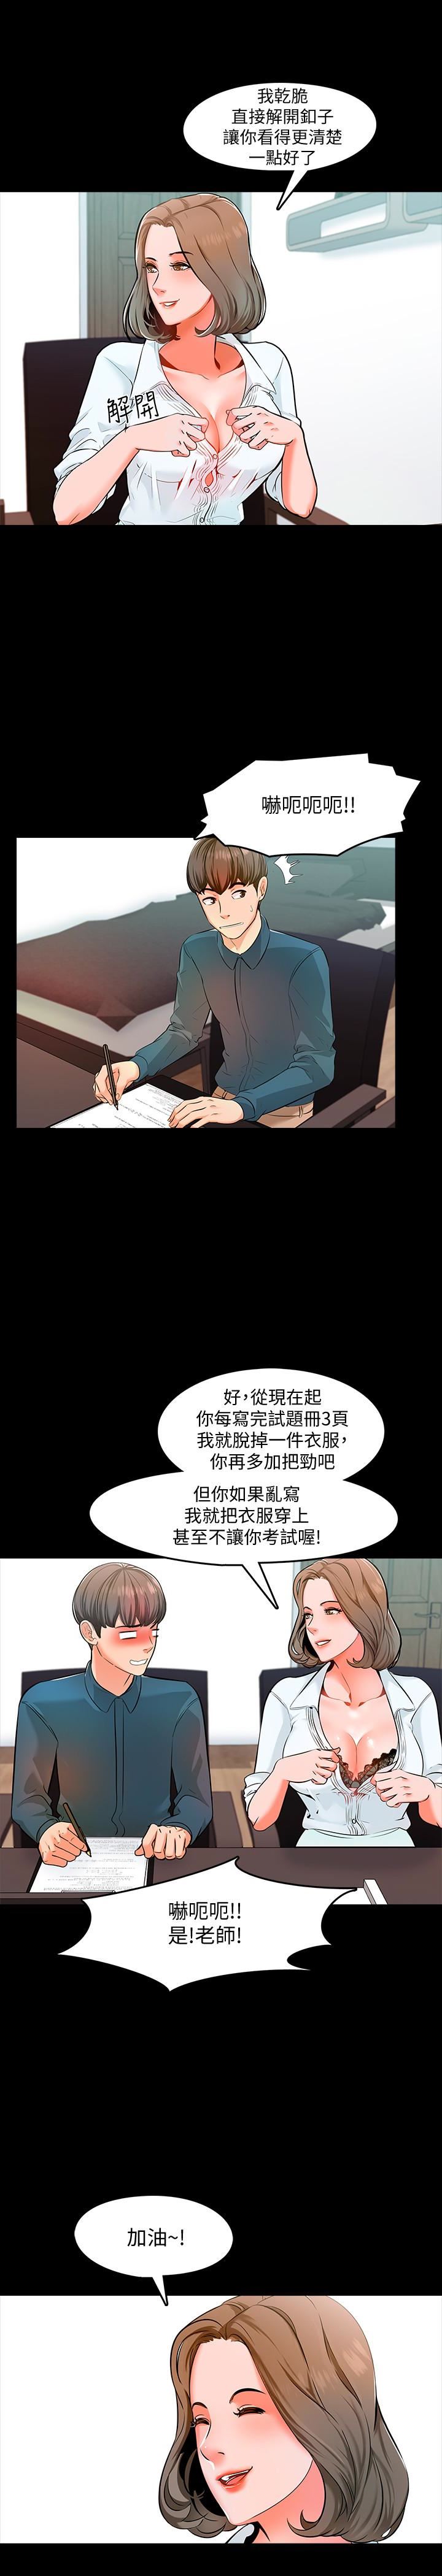 我乾脆
直接解開釦子
讓你看得更清楚
一點好了
解開
嚇呃呃呃!!
好,從現在起
你每寫完試題冊3頁
我就脫掉一件衣服,
你再多加把勁吧
但你如果亂寫
我就把衣服穿上
甚至不讓你考試喔!
嚇呃呃!!
是!老師!
加油~!